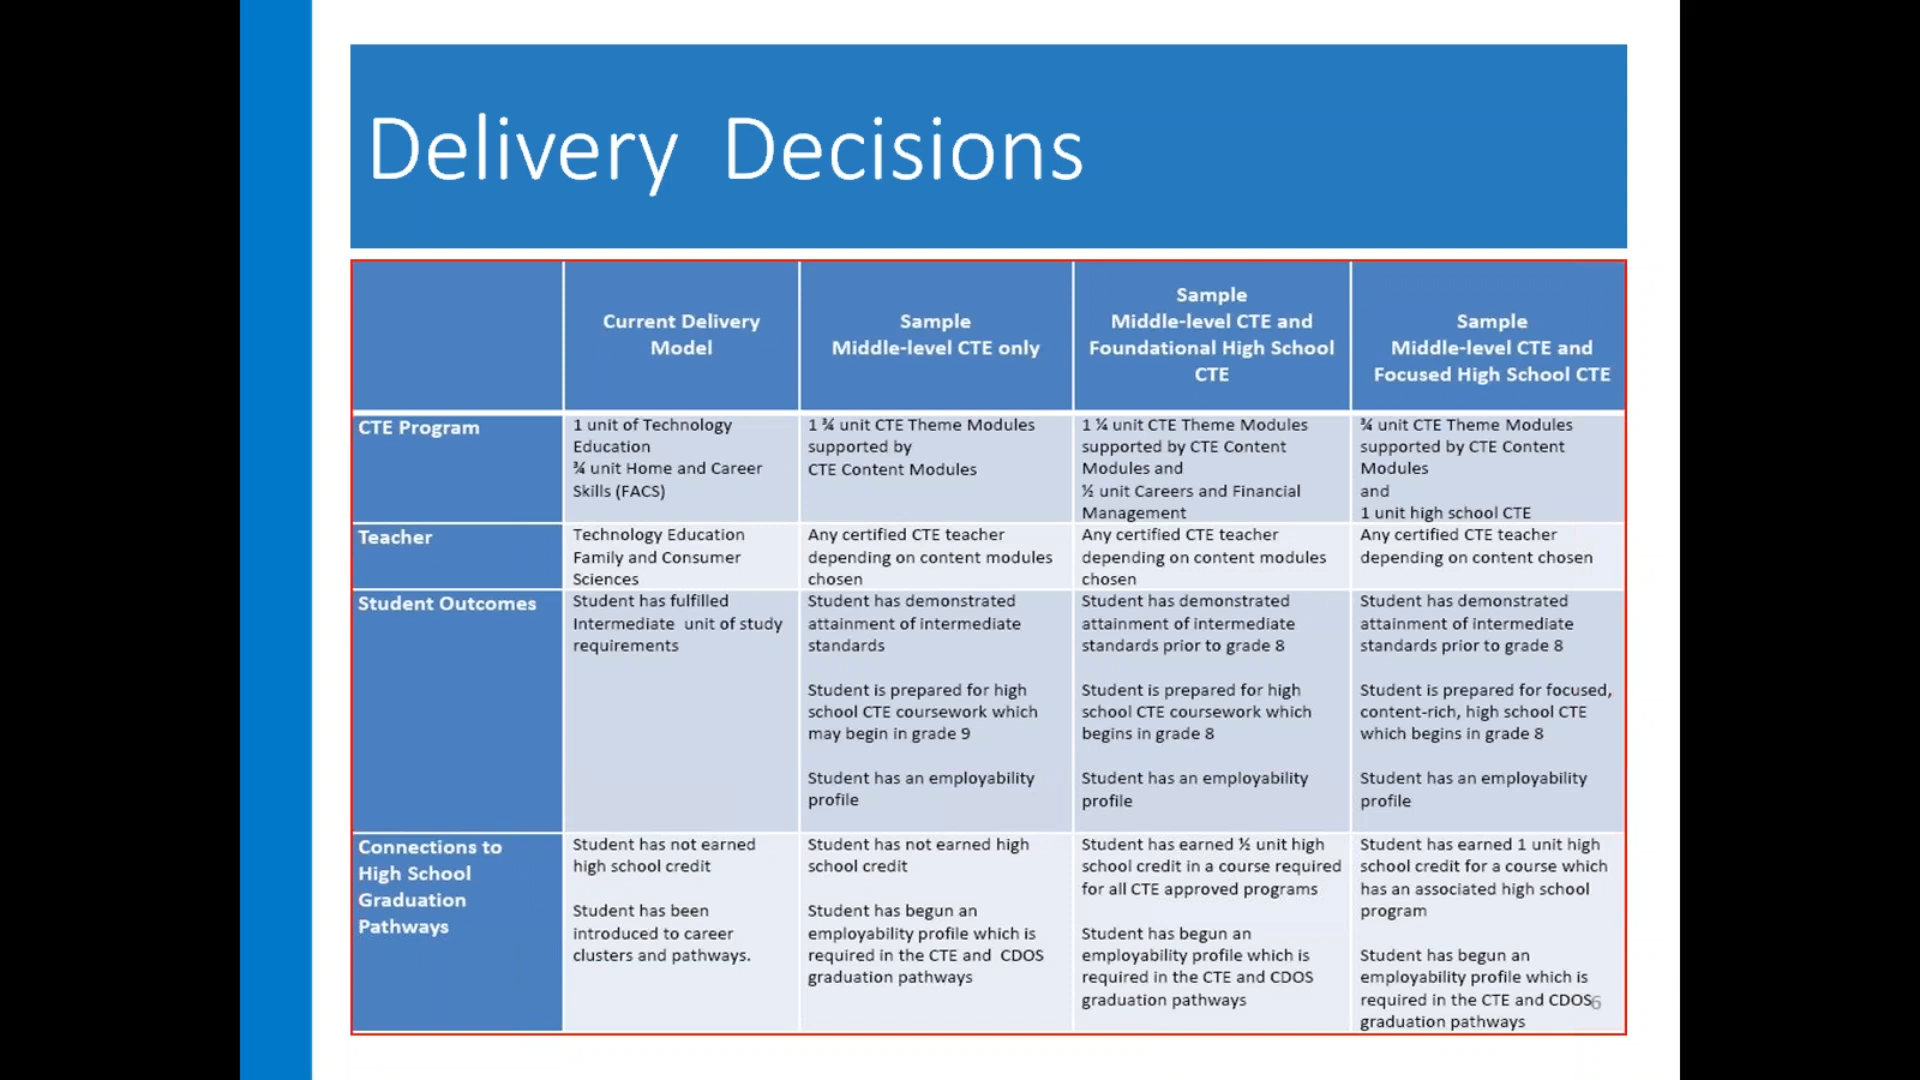 Delivery Decisions
Current Delivery
Model
Sample
Middle-level CTE only
Sample
Middle-level CTE and
Foundational High School
CTE
Sample
Middle-level CTE and
Focused High School CTE
CTE Program
1 unit of Technology
Education
¾ unit Home and Career
Skills (FACS)
1 ¾ unit CTE Theme Modules
supported by
CTE Content Modules
1 ¼ unit CTE Theme Modules
supported by CTE Content
Modules and
½ unit Careers and Financial
Management
¾ unit CTE Theme Modules
supported by CTE Content
Modules
and
1 unit high school CTE
Teacher
Technology Education
Family and Consumer
Sciences
Any certified CTE teacher
depending on content modules
chosen
Any certified CTE teacher
depending on content modules
chosen
Any certified CTE teacher
depending on content chosen
Student Outcomes
Student has fulfilled
Intermediate unit of study
requirements
Student has demonstrated
attainment of intermediate
standards
Student is prepared for high
school CTE coursework which
may begin in grade 9
Student has an employability
profile
Student has demonstrated
attainment of intermediate
standards prior to grade 8
Student is prepared for high
school CTE coursework which
begins in grade 8
Student has an employability
profile
Student has demonstrated
attainment of intermediate
standards prior to grade 8
Student is prepared for focused,
content-rich, high school CTE
which begins in grade 8
Student has an employability
profile
Connections to
High School
Graduation
Pathways
Student has not earned
high school credit
Student has been
introduced to career
clusters and pathways.
Student has not earned high
school credit
Student has begun an
employability profile which is
required in the CTE and CDOS
graduation pathways
Student has earned ½ unit high
school credit in a course required
for all CTE approved programs
Student has begun an
employability profile which is
required in the CTE and CDOS
graduation pathways
Student has earned 1 unit high
school credit for a course which
has an associated high school
program
Student has begun an
employability profile which is
required in the CTE and CDOS
graduation pathways
6